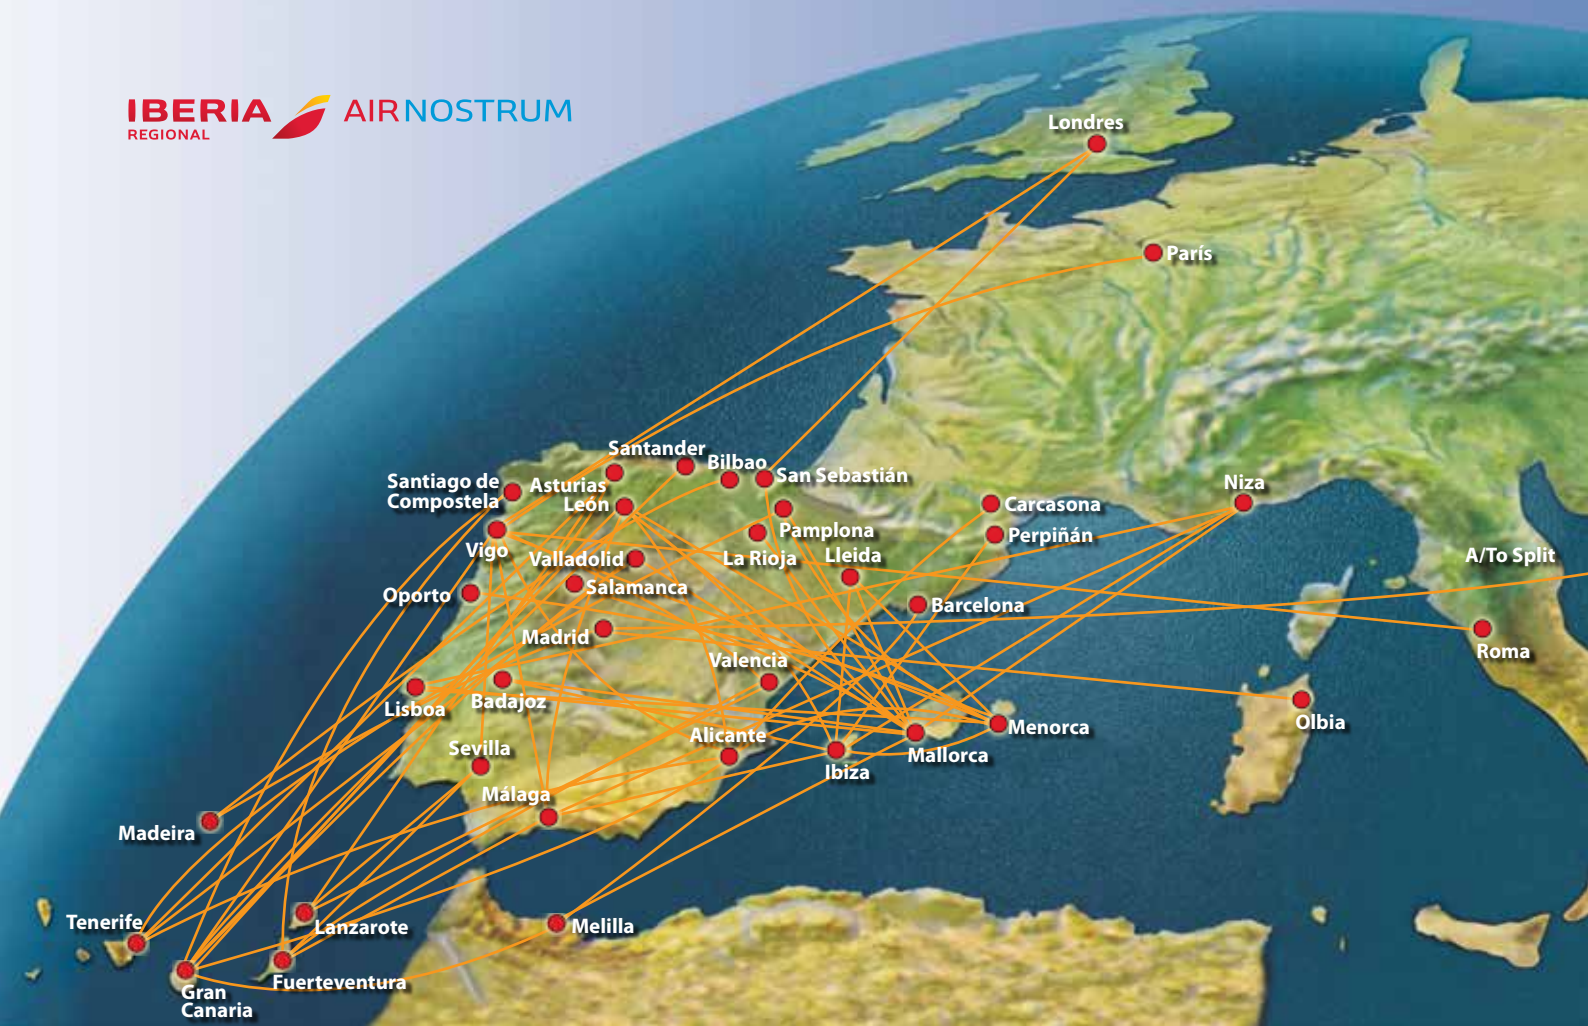 IBERIA
REGIONAL
AIRNOSTRUM
Londres
París
Santander
Bilbao
San Sebastián
Santiago de
Compostela
Asturias
León
Carcasona
Niza
Vigo
Pamplona
Perpiñán
Valladolid
La Rioja
Lleida
A/To Split
Oporto
Salamanca
Barcelona
Madrid
Roma
Valencia
Lisboa
Badajoz
Olbia
Alicante
Menorca
Sevilla
Mallorca
Ibiza
Málaga
Madeira
Tenerife
Lanzarote
Melilla
Fuerteventura
Gran
Canaria